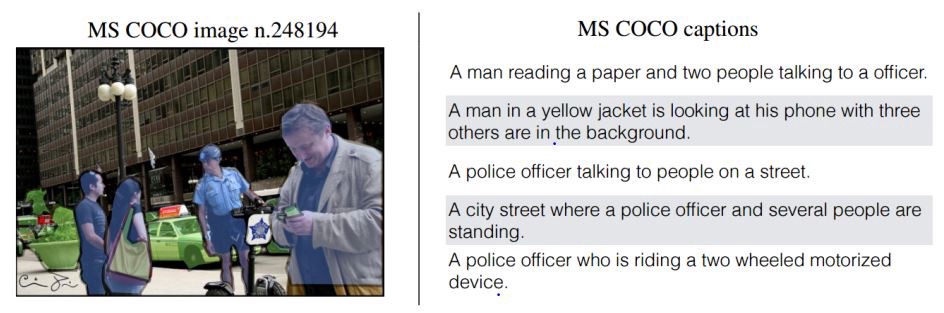 MS COCO image n.248194
MS COCO captions
A man reading a paper and two people talking to a officer.
A man in a yellow jacket is looking at his phone with three
others are in the background.
A police officer talking to people on a street.
A city street where a police officer and several people are
standing.
A police officer who is riding a two wheeled motorized
device.